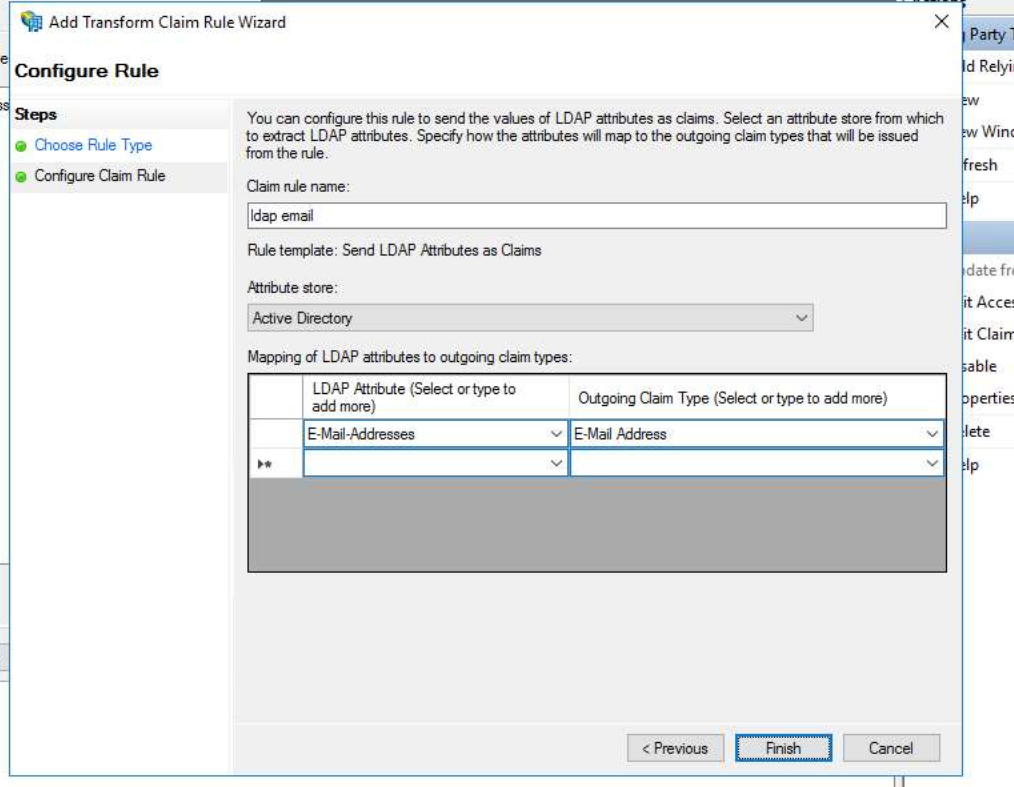 Add Transform Claim Rule Wizard
Configure Rule
Steps
Choose Rule Type
Configure Claim Rule
You can configure this rule to send the values of LDAP attributes as claims. Select an attribute store from which
to extract LDAP attributes. Specify how the attributes will map to the outgoing claim types that will be issued
from the rule.
Claim rule name:
ldap email
Rule template: Send LDAP Attributes as Claims
Attribute store:
Active Directory
Mapping of LDAP attributes to outgoing claim types:
LDAP Attribute (Select or type to
add more)
Outgoing Claim Type (Select or type to add more)
E-Mail-Addresses
E-Mail Address
< Previous
Finish
Cancel
Party T
ld Relyi
ew
ew Wind
fresh
elp
date fro
it Acces
it Claim
sable
operties
lete
elp